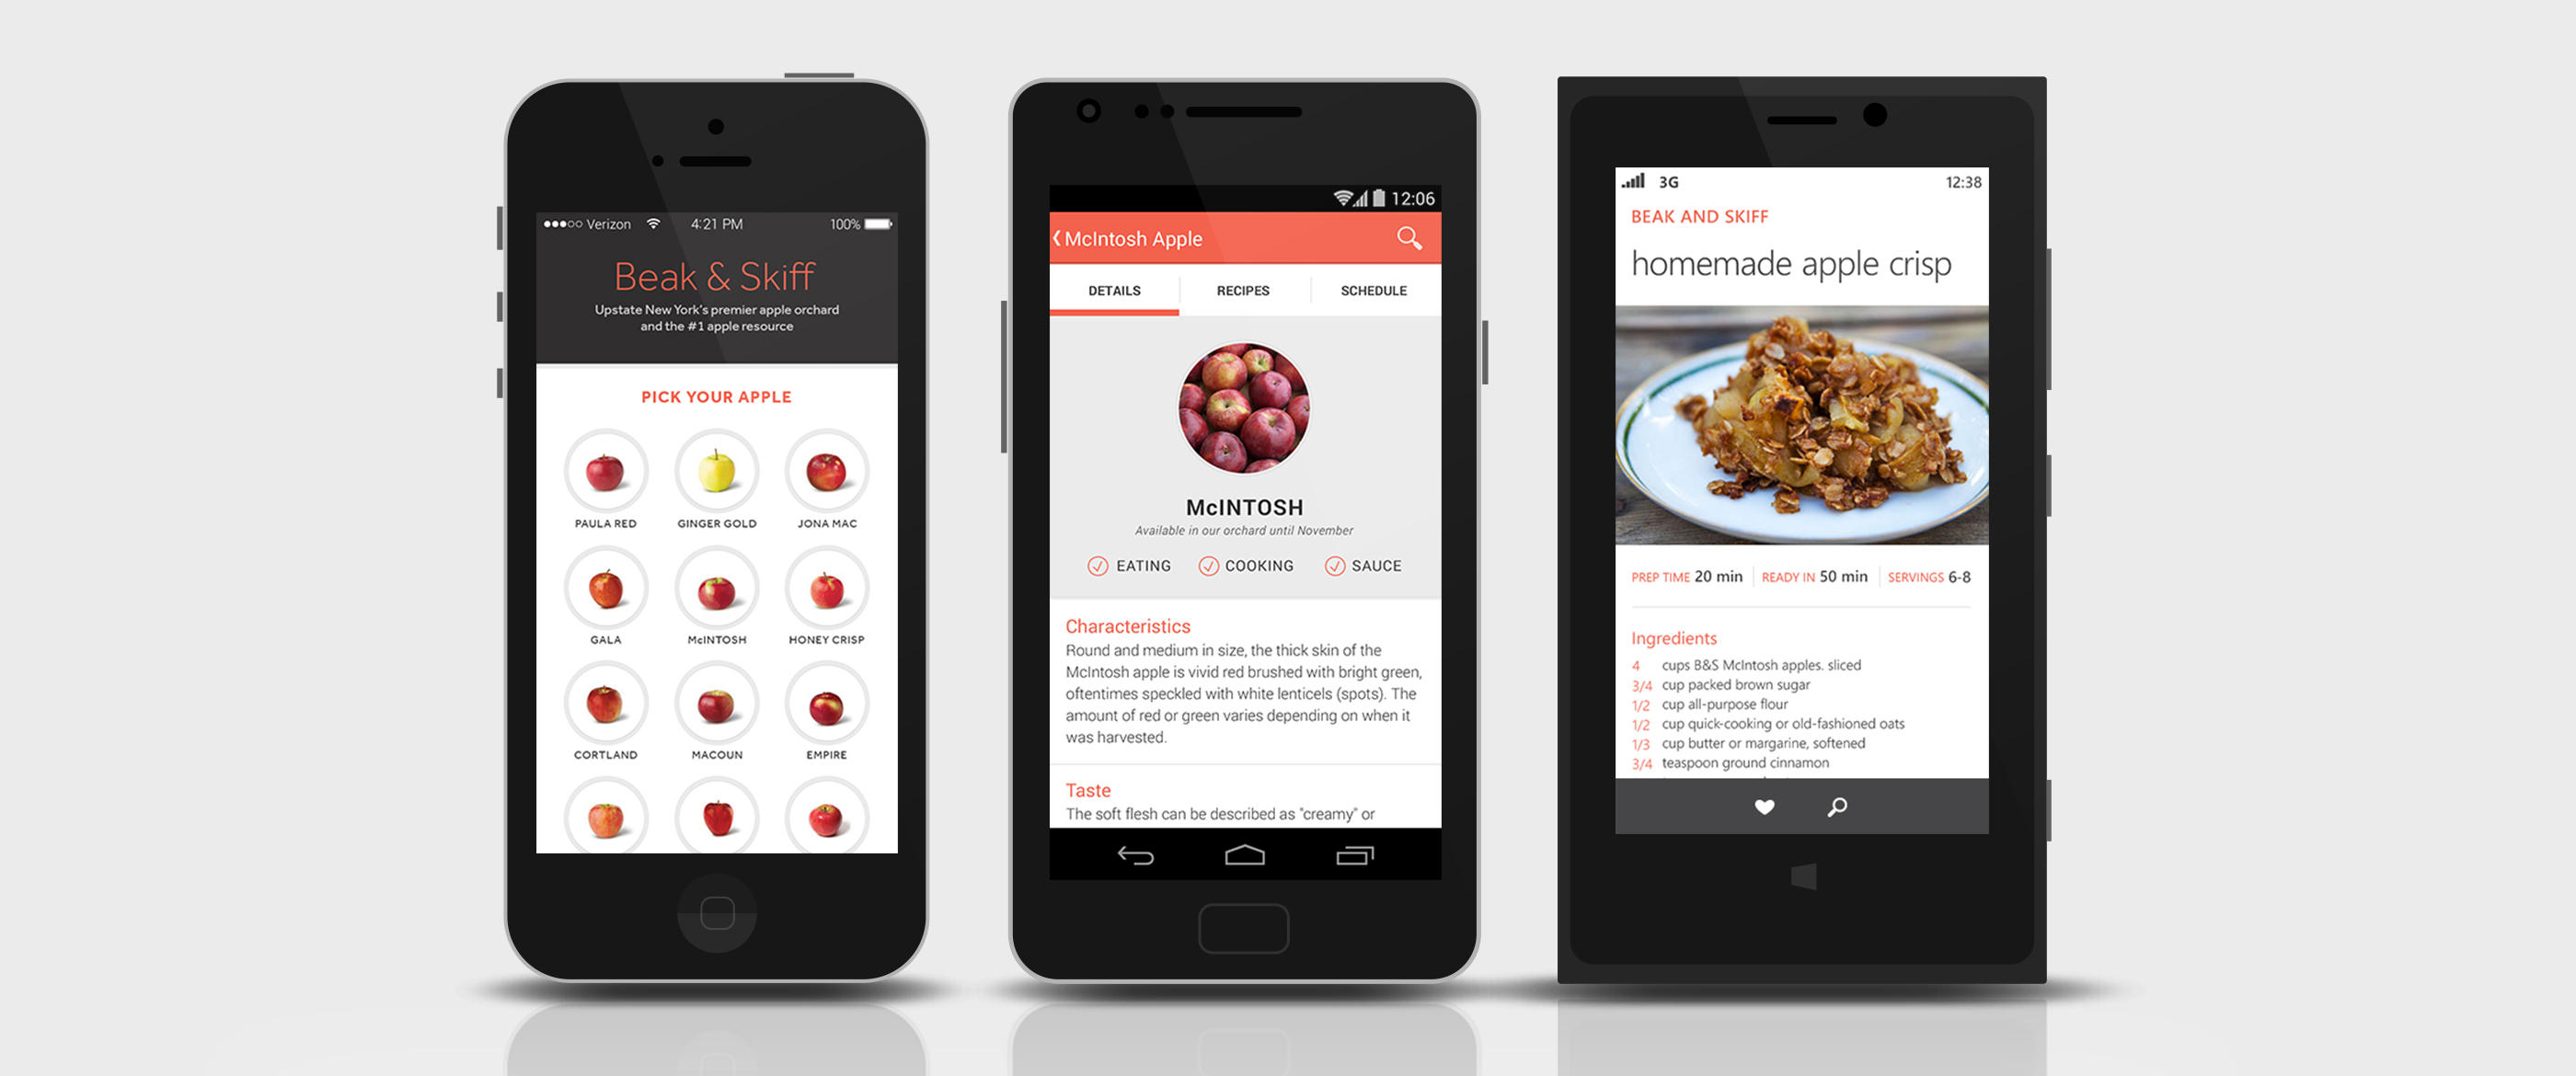 Verizon 4:21 PM 100%
Beak & Skiff
Upstate New York's premier apple orchard
and the #1 apple resource
PICK YOUR APPLE
PAULA RED GINGER GOLD JONA MAC
GALA McINTOSH HONEY CRISP
CORTLAND MACOUN EMPIRE
12:06
McIntosh Apple
DETAILS RECIPES SCHEDULE
McINTOSH
Available in our orchard until November
EATING COOKING SAUCE
Characteristics
Round and medium in size, the thick skin of the
McIntosh apple is vivid red brushed with bright green,
oftentimes speckled with white lenticels (spots). The
amount of red or green varies depending on when it
was harvested.
Taste
The soft flesh can be described as "creamy" or
3G 12:38
BEAK AND SKIFF
homemade apple crisp
PREP TIME 20 min READY IN 50 min SERVINGS 6-8
Ingredients
4 cups B&S McIntosh apples. sliced
3/4 cup packed brown sugar
1/2 cup all-purpose flour
1/2 cup quick-cooking or old-fashioned oats
1/3 cup butter or margarine, softened
3/4 teaspoon ground cinnamon